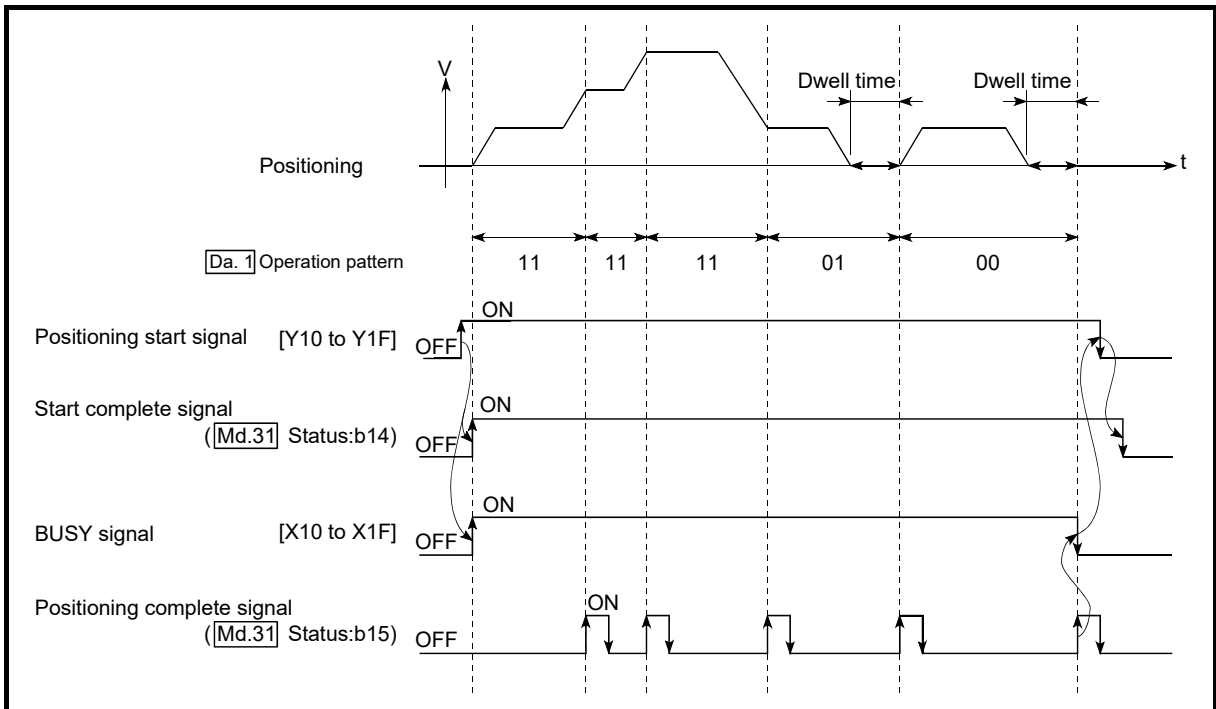 V
Dwell time Dwell time
Positioning
t
Da. 1 Operation pattern 11 11 11 01 00
ON
Positioning start signal [Y10 to Y1F] OFF
Start complete signal
ON
(Md.31 Status:b14) OFF
ON
BUSY signal [X10 to X1F] OFF
Positioning complete signal ON
(Md.31 Status:b15) OFF